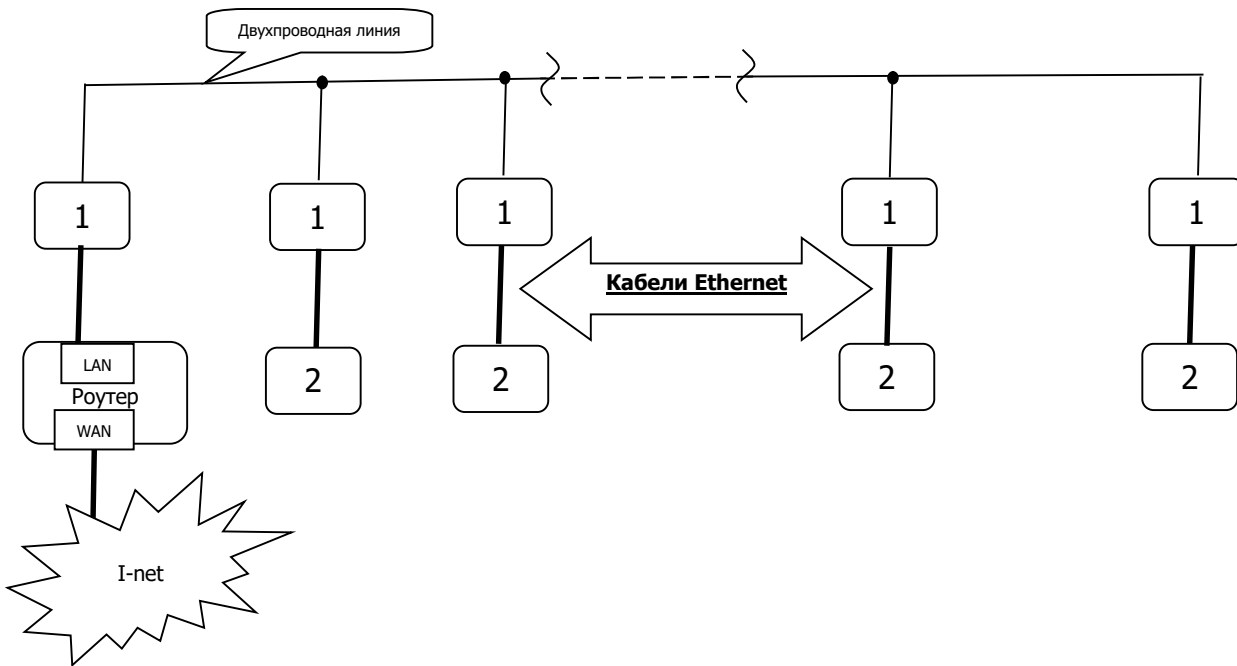 Двухпроводная линия
1
1
1
1
1
Кабели Ethernet
LAN
Роутер
WAN
2
2
2
2
I-net